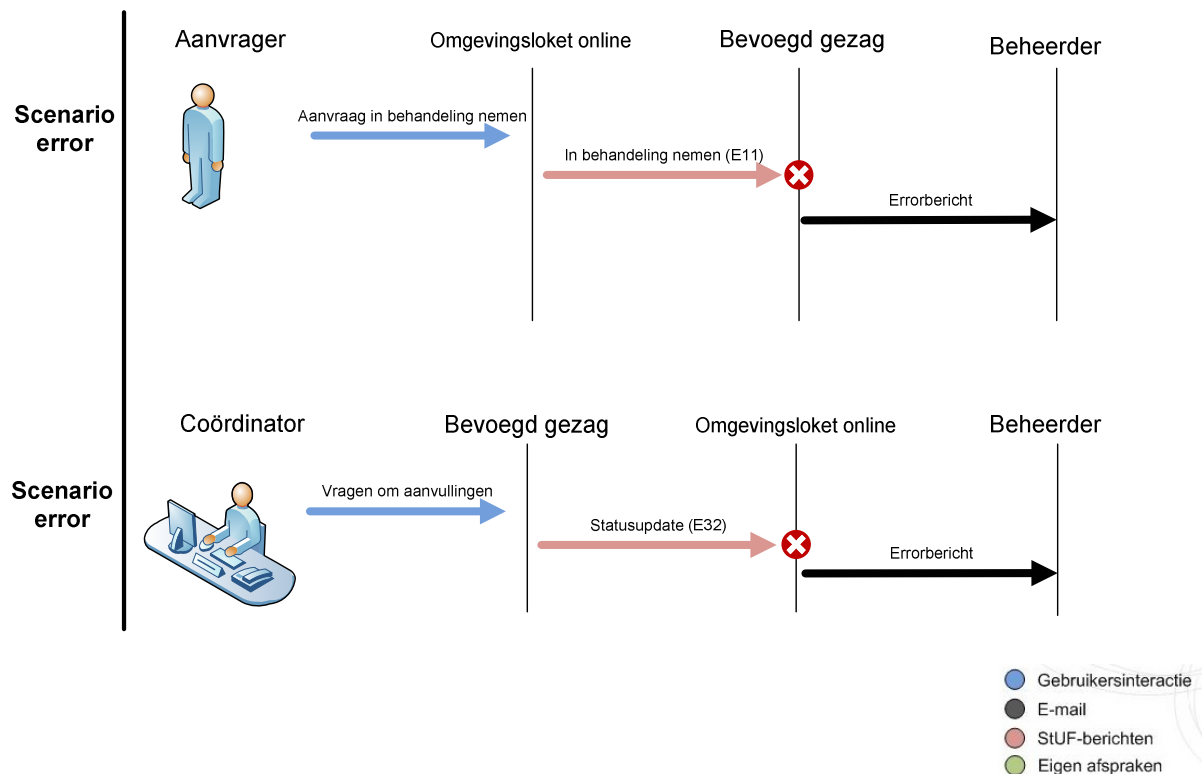 Aanvrager
Omgevingsloket online
Bevoegd gezag
Beheerder
Scenario
error
Aanvraag in behandeling nemen
In behandeling nemen (E11)
Errorbericht
Coördinator
Bevoegd gezag
Omgevingsloket online
Beheerder
Scenario
error
Vragen om aanvullingen
Statusupdate (E32)
Errorbericht
Gebruikersinteractie
E-mail
StUF-berichten
Eigen afspraken